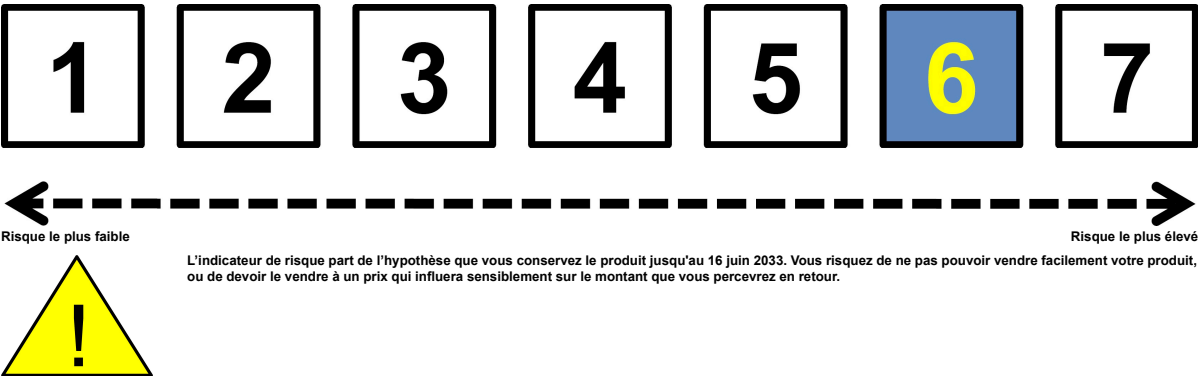 1 2 3 4 5 6 7
Risque le plus faible Risque le plus élevé
L'indicateur de risque part de l’hypothèse que vous conservez le produit jusqu'au 16 juin 2033. Vous risquez de ne pas pouvoir vendre facilement votre produit,
ou de devoir le vendre à un prix qui influera sensiblement sur le montant que vous percevrez en retour.
!